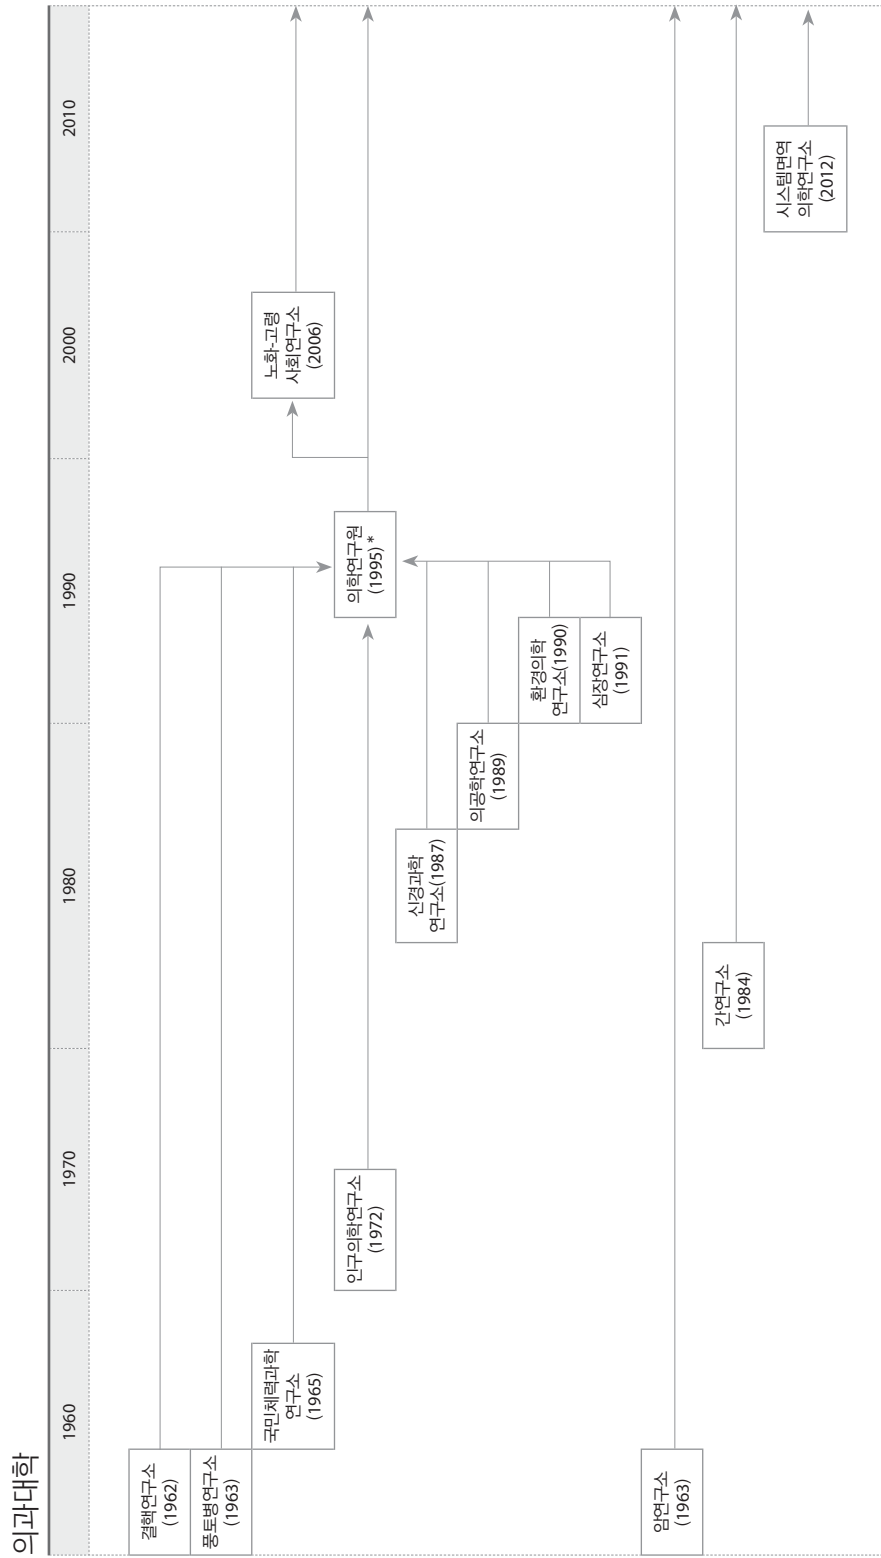 의과대학
1960
1970
1980
1990
2000
2010
결핵연구소
(1962)
풍토병연구소
(1963)
국민체력과학
연구소
(1965)
인구의학연구소
(1972)
신경과학
연구소(1987)
의공학연구소
(1989)
환경의학
연구소(1990)
심장연구소
(1991)
의학연구원
(1995) *
노화-고령
사회연구소
(2006)
암연구소
(1963)
간연구소
(1984)
시스템면역
의학연구소
(2012)